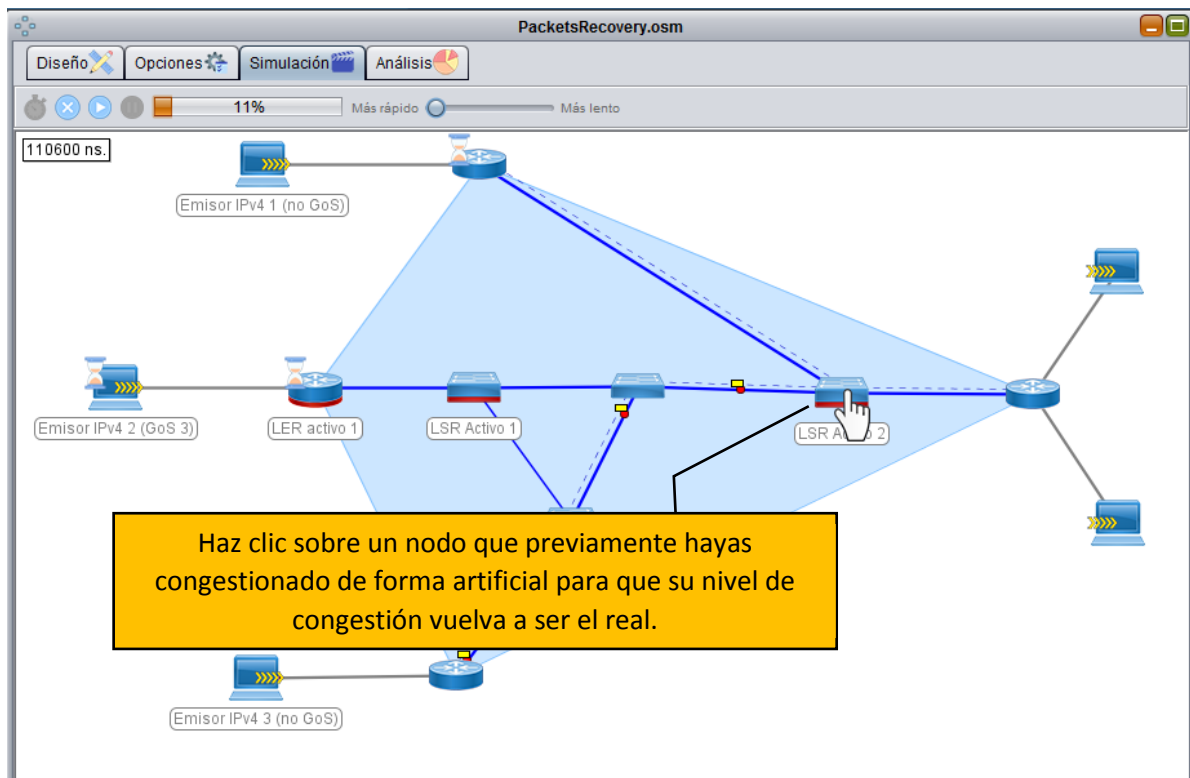 PacketsRecovery.osm
Diseño Opciones Simulación Análisis
11% Más rápido Más lento
110600 ns.
Emisor IPv4 1 (no GoS)
Emisor IPv4 2 (GoS 3)
LER activo 1
LSR Activo 1
LSR 2
Haz clic sobre un nodo que previamente hayas
congestionado de forma artificial para que su nivel de
congestión vuelva a ser el real.
Emisor IPv4 3 (no GoS)